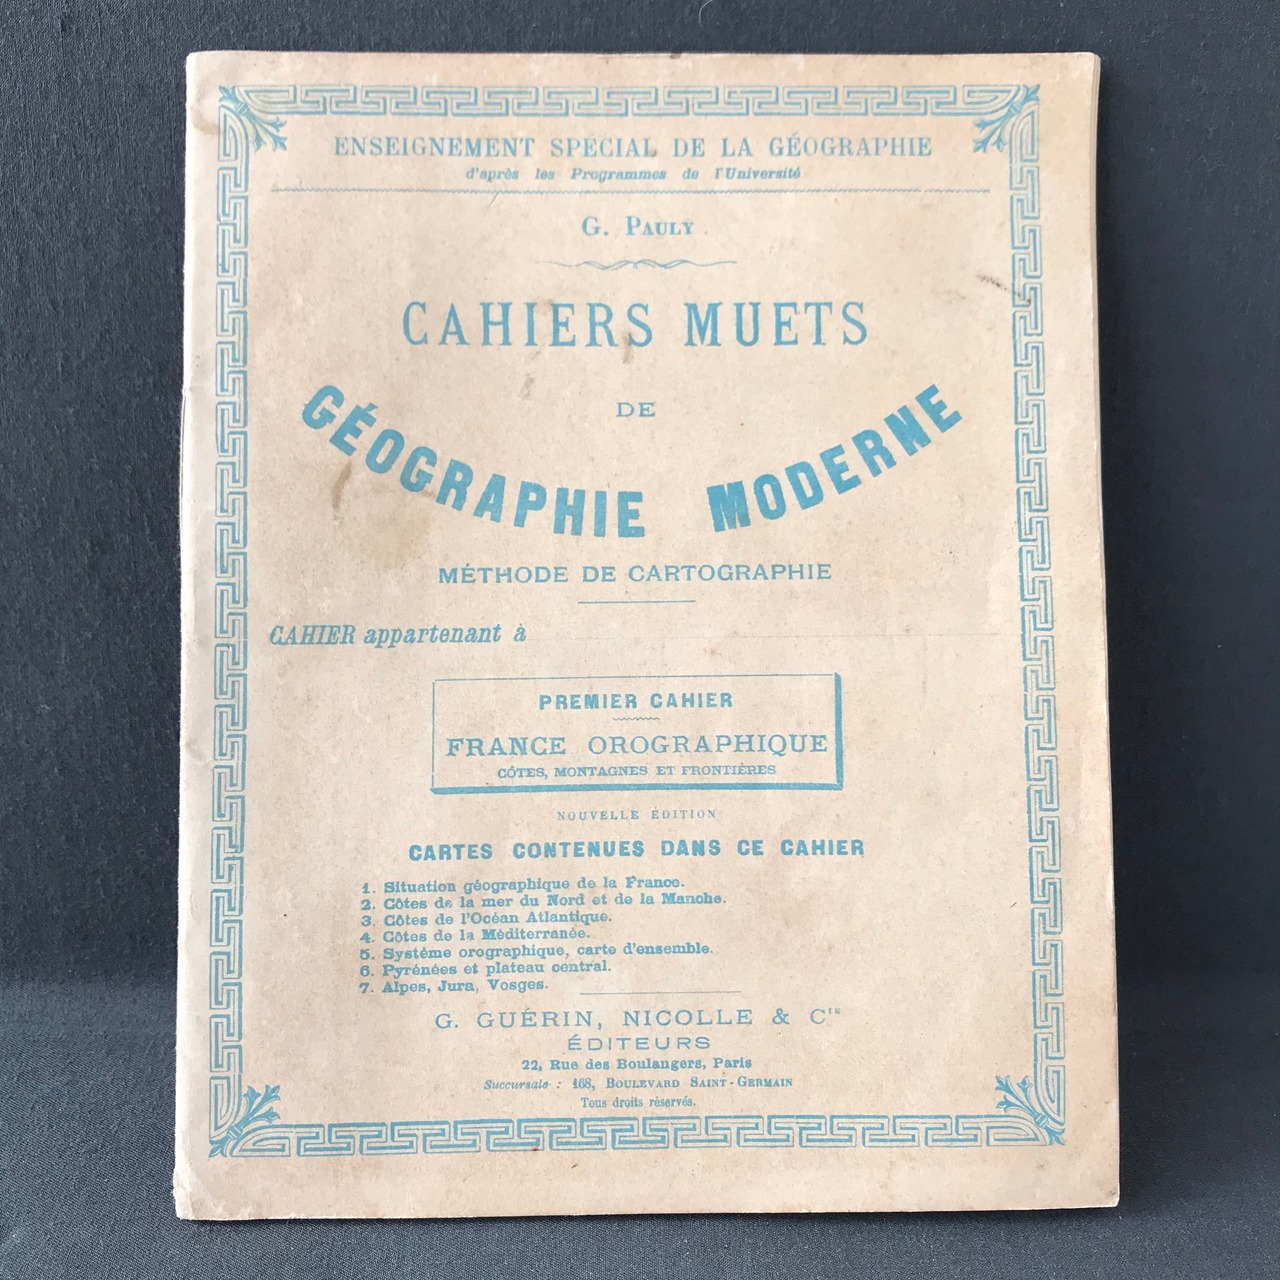 ENSEIGNEMENT SPÉCIAL DE LA GÉOGRAPHIE
d'après les Programmes de l'Université
G. PAULY
CAHIERS MUETS
DE
GÉOGRAPHIE MODERNE
MÉTHODE DE CARTOGRAPHIE
CAHIER appartenant à
PREMIER CAHIER
FRANCE OROGRAPHIQUE
CÔTES, MONTAGNES ET FRONTIÈRES
NOUVELLE ÉDITION
CARTES CONTENUES DANS CE CAHIER
1. Situation géographique de la France.
2. Côtes de la mer du Nord et de la Manche.
3. Côtes de l'Océan Atlantique.
4. Côtes de la Méditerranée.
5. Système orographique, carte d'ensemble.
6. Pyrénées et plateau central.
7. Alpes, Jura, Vosges.
G. GUÉRIN, NICOLLE & CIE
ÉDITEURS
22, Rue des Boulangers, Paris
Succursale : 168, BOULEVARD SAINT-GERMAIN
Tous droits réservés.